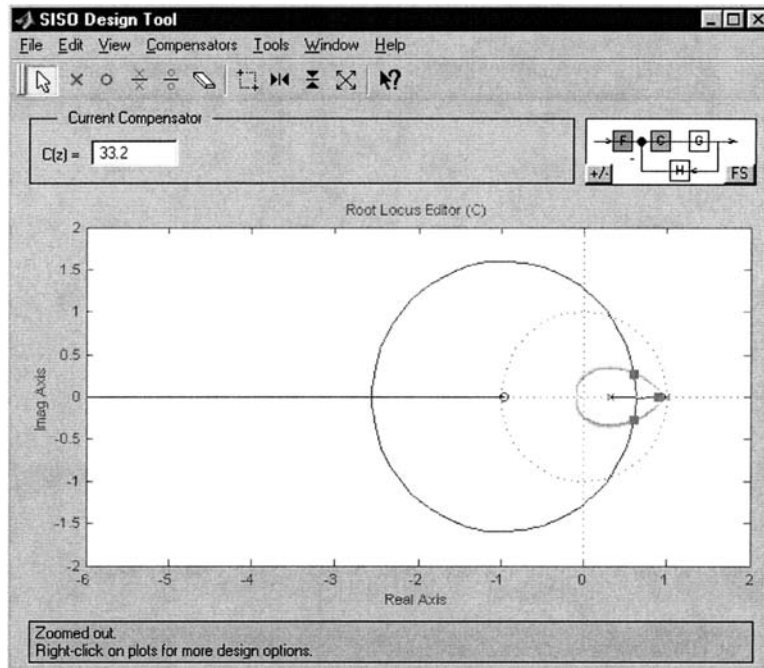 SISO Design Tool
File Edit View Compensators Tools Window Help
Current Compensator
C(z) = 33.2
F C G
H
+/- FS
Root Locus Editor (C)
2
1.5
1
0.5
0
-0.5
-1
-1.5
-2
Imag Axis
-6 -5 -4 -3 -2 -1 0 1 2
Real Axis
Zoomed out.
Right-click on plots for more design options.